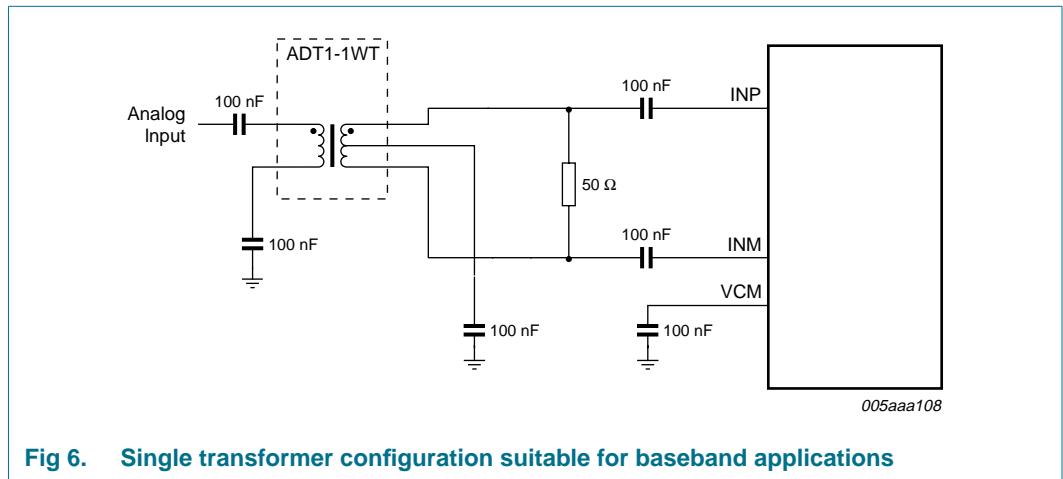 ADT1-1WT
100 nF
100 nF
INP
Analog
Input
50 Ω
100 nF
INM
100 nF
VCM
100 nF
100 nF
005aaa108
Fig 6. Single transformer configuration suitable for baseband applications